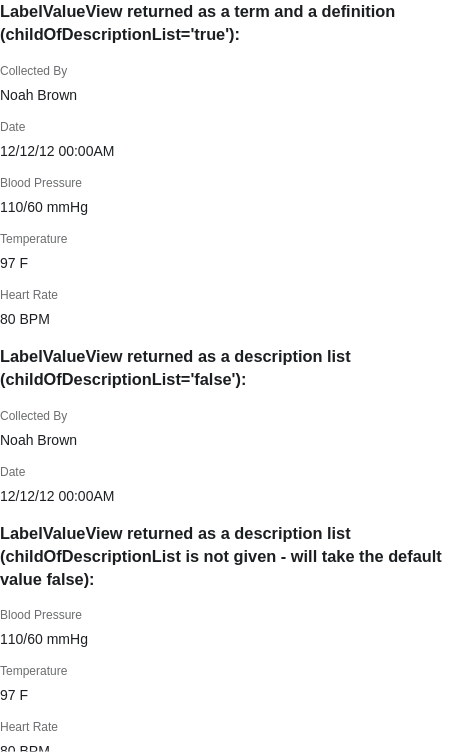 LabelValueView returned as a term and a definition
(childOfDescriptionList='true'):
Collected By
Noah Brown
Date
12/12/12 00:00AM
Blood Pressure
110/60 mmHg
Temperature
97 F
Heart Rate
80 BPM
LabelValueView returned as a description list
(childOfDescriptionList='false'):
Collected By
Noah Brown
Date
12/12/12 00:00AM
LabelValueView returned as a description list
(childOfDescriptionList is not given - will take the default
value false):
Blood Pressure
110/60 mmHg
Temperature
97 F
Heart Rate
80 BPM